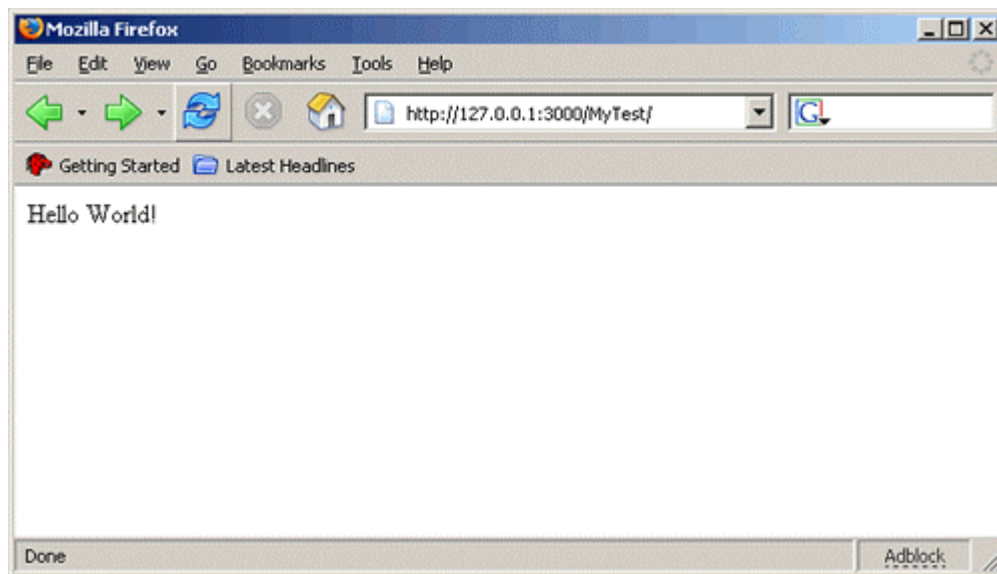 Mozilla Firefox
File Edit View Go Bookmarks Tools Help
http://127.0.0.1:3000/MyTest/ G
Getting Started Latest Headlines
Hello World!
Done Adblock